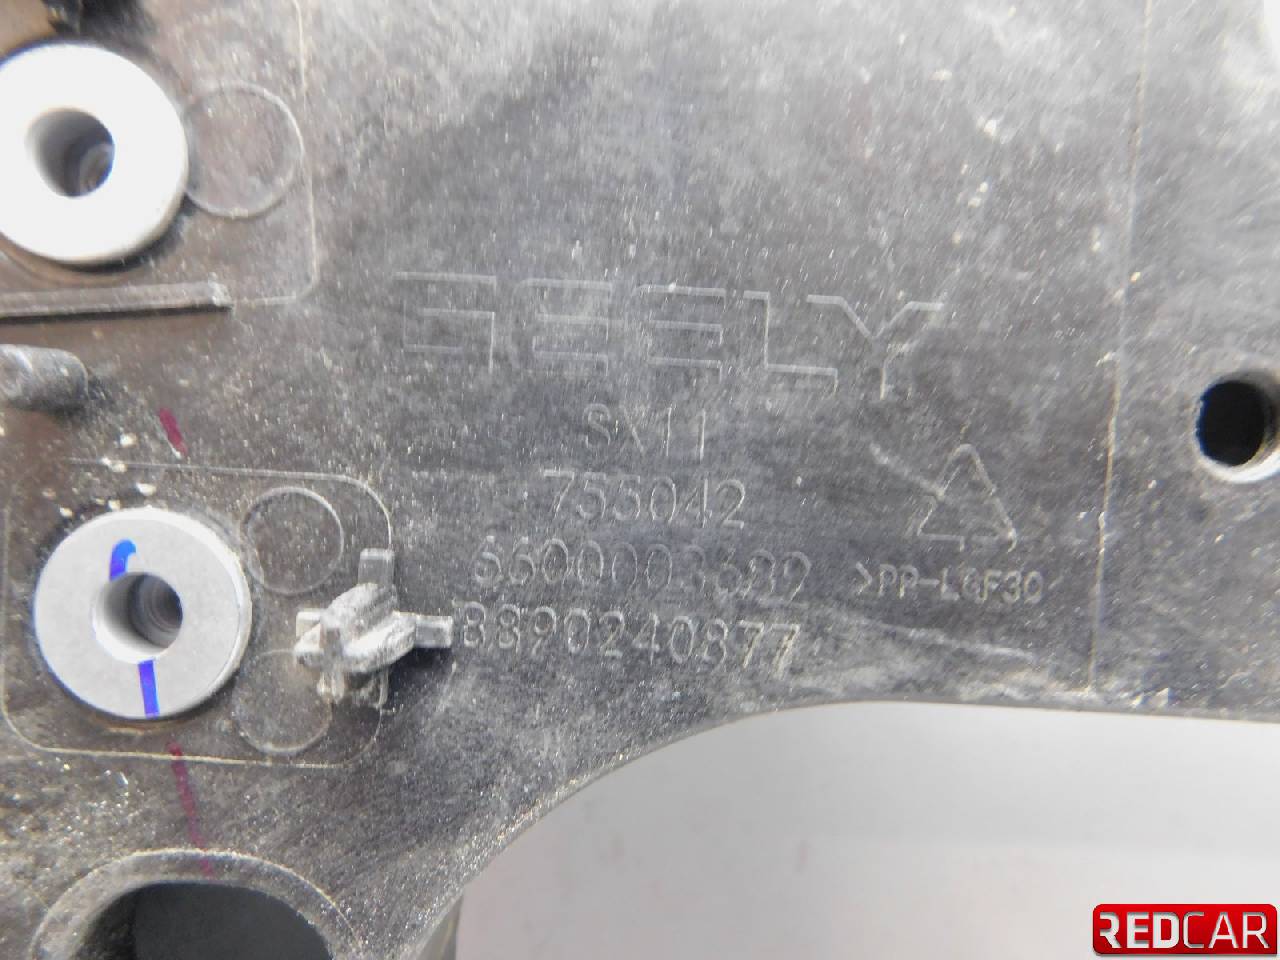 GEELY
SX11
755042
6600003689
8890240877
>PP-LGF30
REDCAR